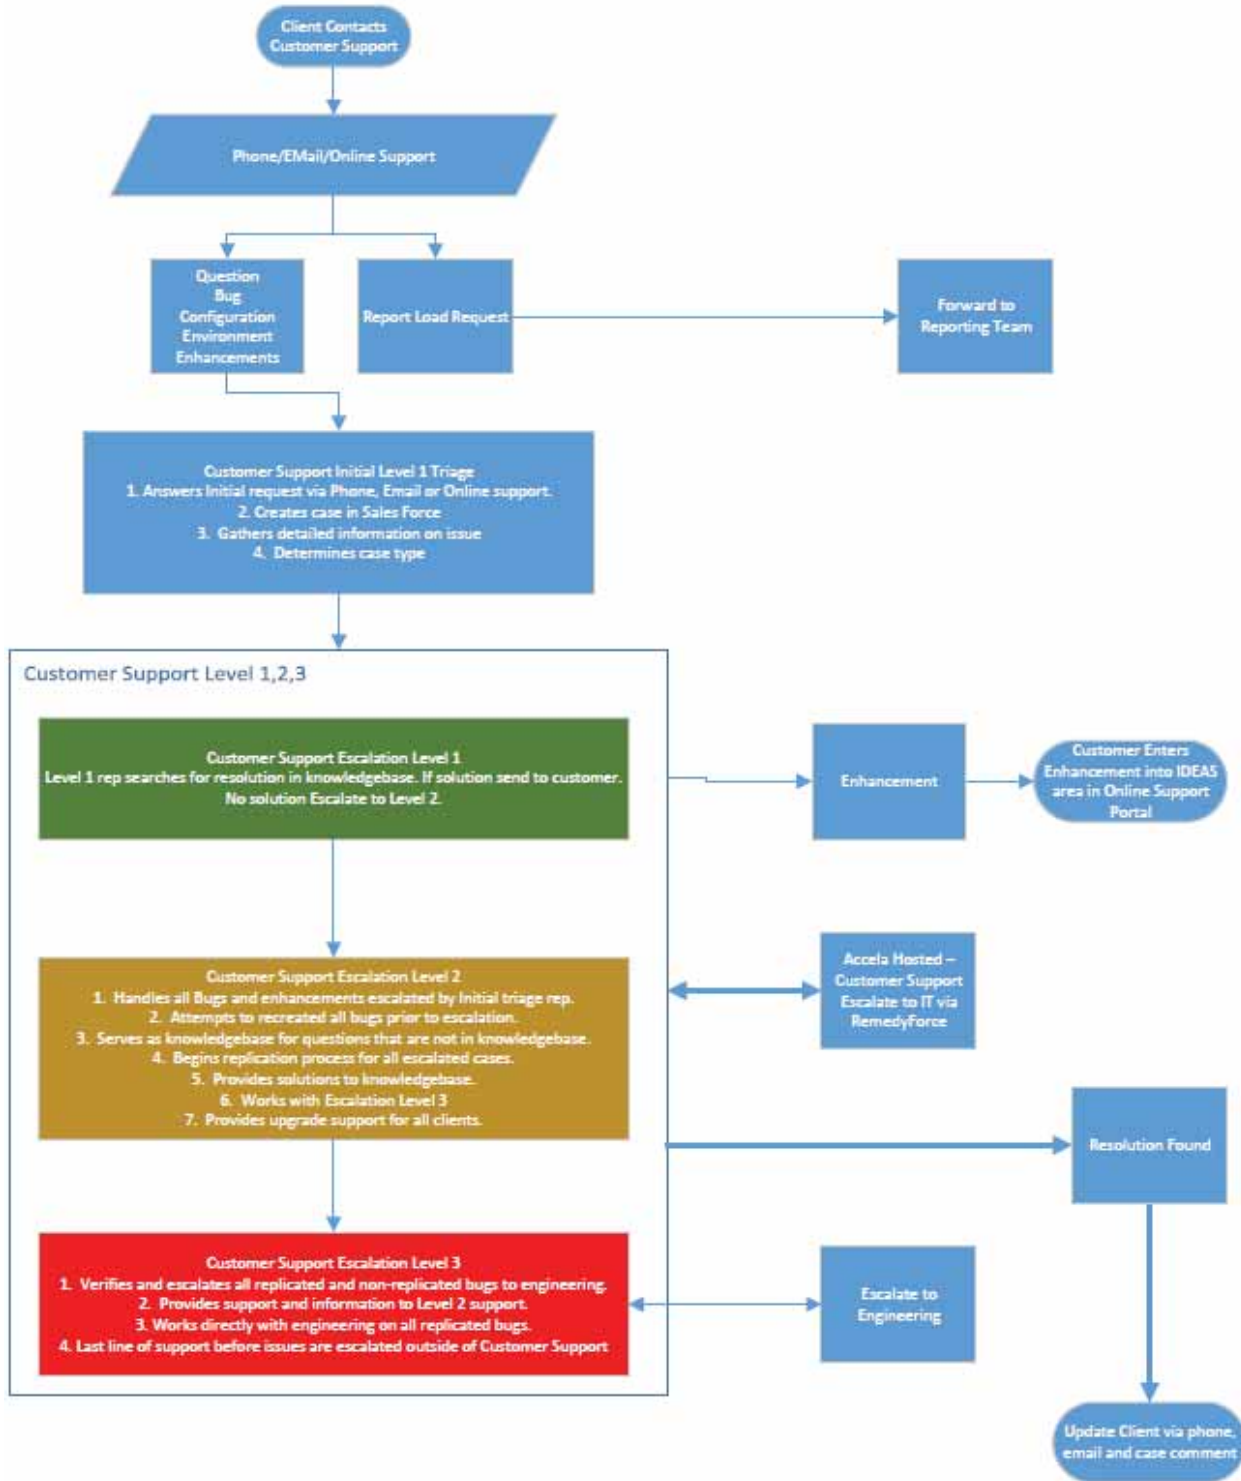 Client Contacts
Customer Support
Phone/EMail/Online Support
Question
Bug
Configuration
Environment
Enhancements
Report Load Request
Forward to
Reporting Team
Customer Support Initial Level 1 Triage
1. Answers Initial request via Phone, Email or Online support.
2. Creates case in Sales Force
3. Gathers detailed information on issue
4. Determines case type
Customer Support Level 1,2,3
Customer Support Escalation Level 1
Level 1 rep searches for resolution in knowledgebase. If solution send to customer.
No solution Escalate to Level 2.
Enhancement
Customer Enters
Enhancement into IDEAS
area in Online Support
Portal
Customer Support Escalation Level 2
1. Handles all Bugs and enhancements escalated by Initial triage rep.
2. Attempts to recreated all bugs prior to escalation.
3. Serves as knowledgebase for questions that are not in knowledgebase.
4. Begins replication process for all escalated cases.
5. Provides solutions to knowledgebase.
6. Works with Escalation Level 3
7. Provides upgrade support for all clients.
Accela Hosted –
Customer Support
Escalate to IT via
RemedyForce
Resolution Found
Customer Support Escalation Level 3
1. Verifies and escalates all replicated and non-replicated bugs to engineering.
2. Provides support and information to Level 2 support.
3. Works directly with engineering on all replicated bugs.
4. Last line of support before issues are escalated outside of Customer Support
Escalate to
Engineering
Update Client via phone,
email and case comment